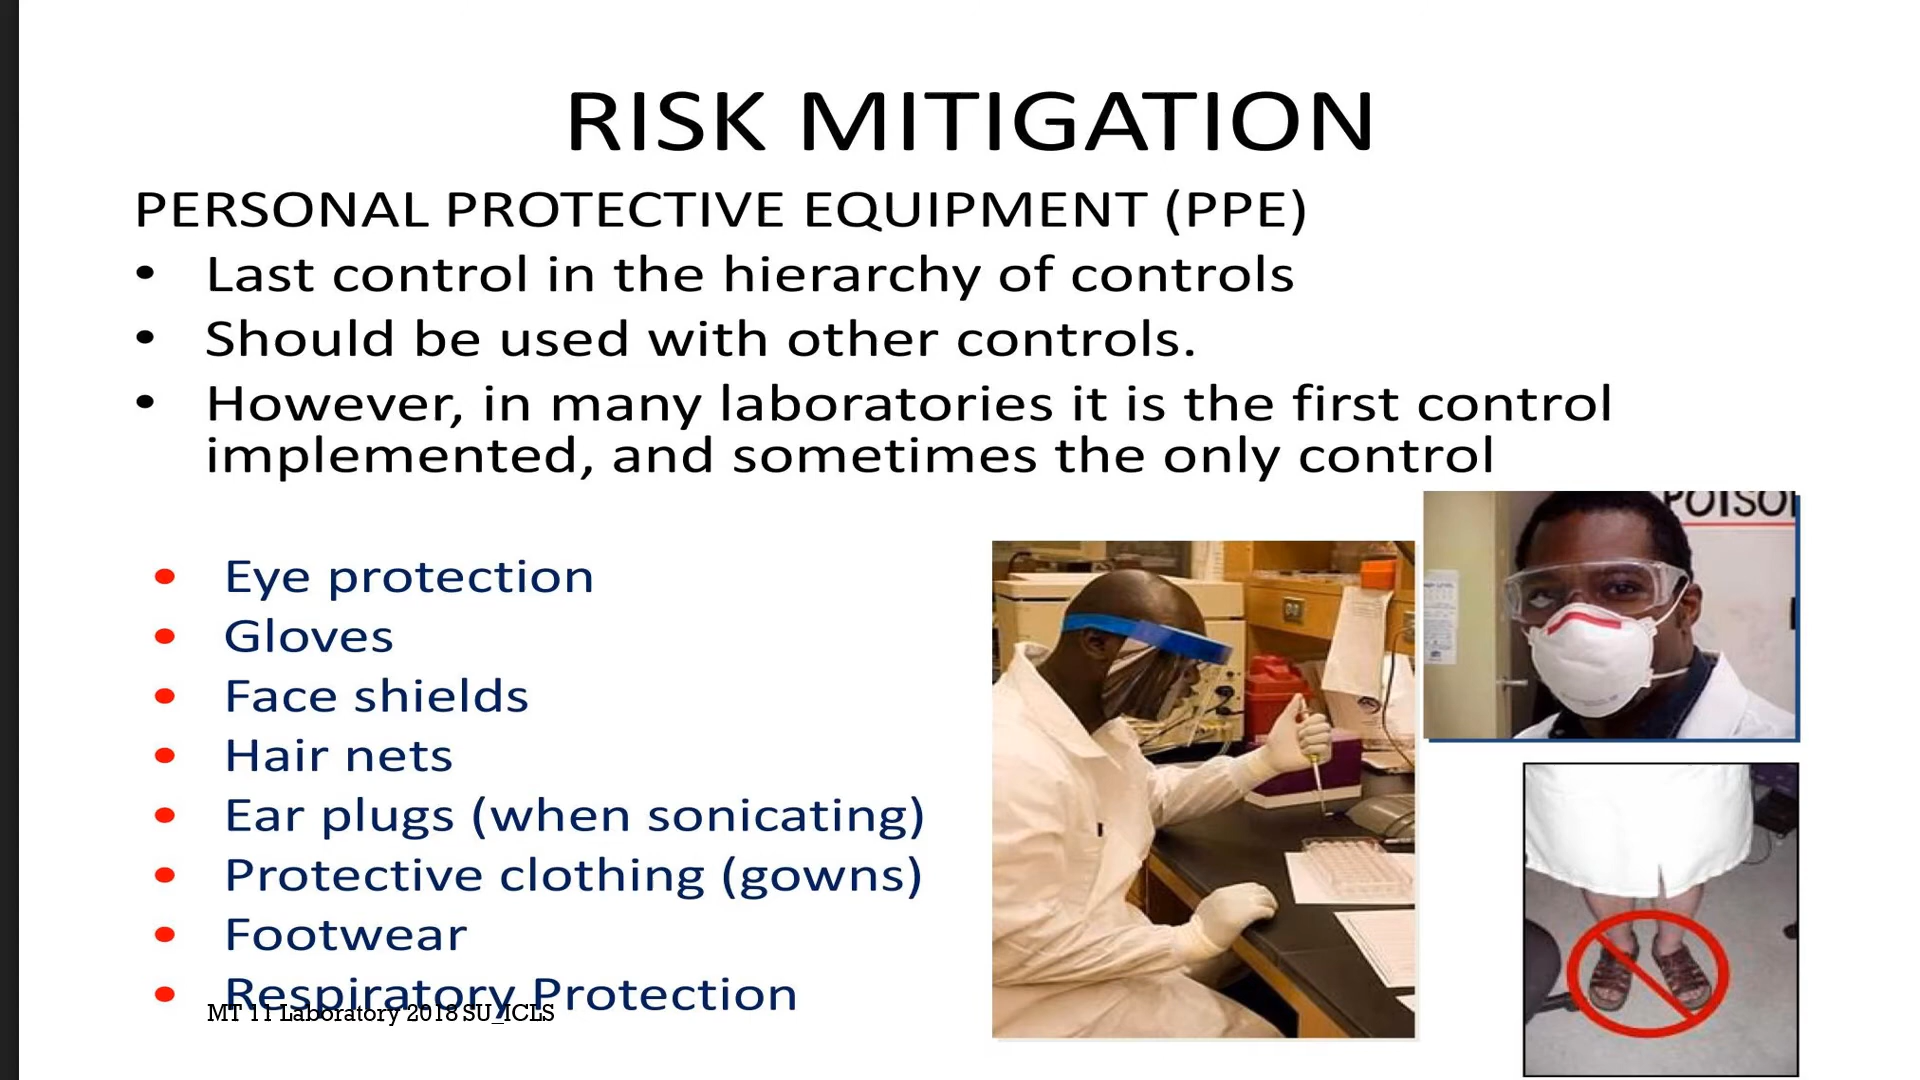 RISK MITIGATION
PERSONAL PROTECTIVE EQUIPMENT (PPE)
• Last control in the hierarchy of controls
• Should be used with other controls.
• However, in many laboratories it is the first control
implemented, and sometimes the only control
POISO
• Eye protection
• Gloves
• Face shields
• Hair nets
• Ear plugs (when sonicating)
• Protective clothing (gowns)
• Footwear
• Respiratory Protection
MT 11 Laboratory 2018 SU_ICLS